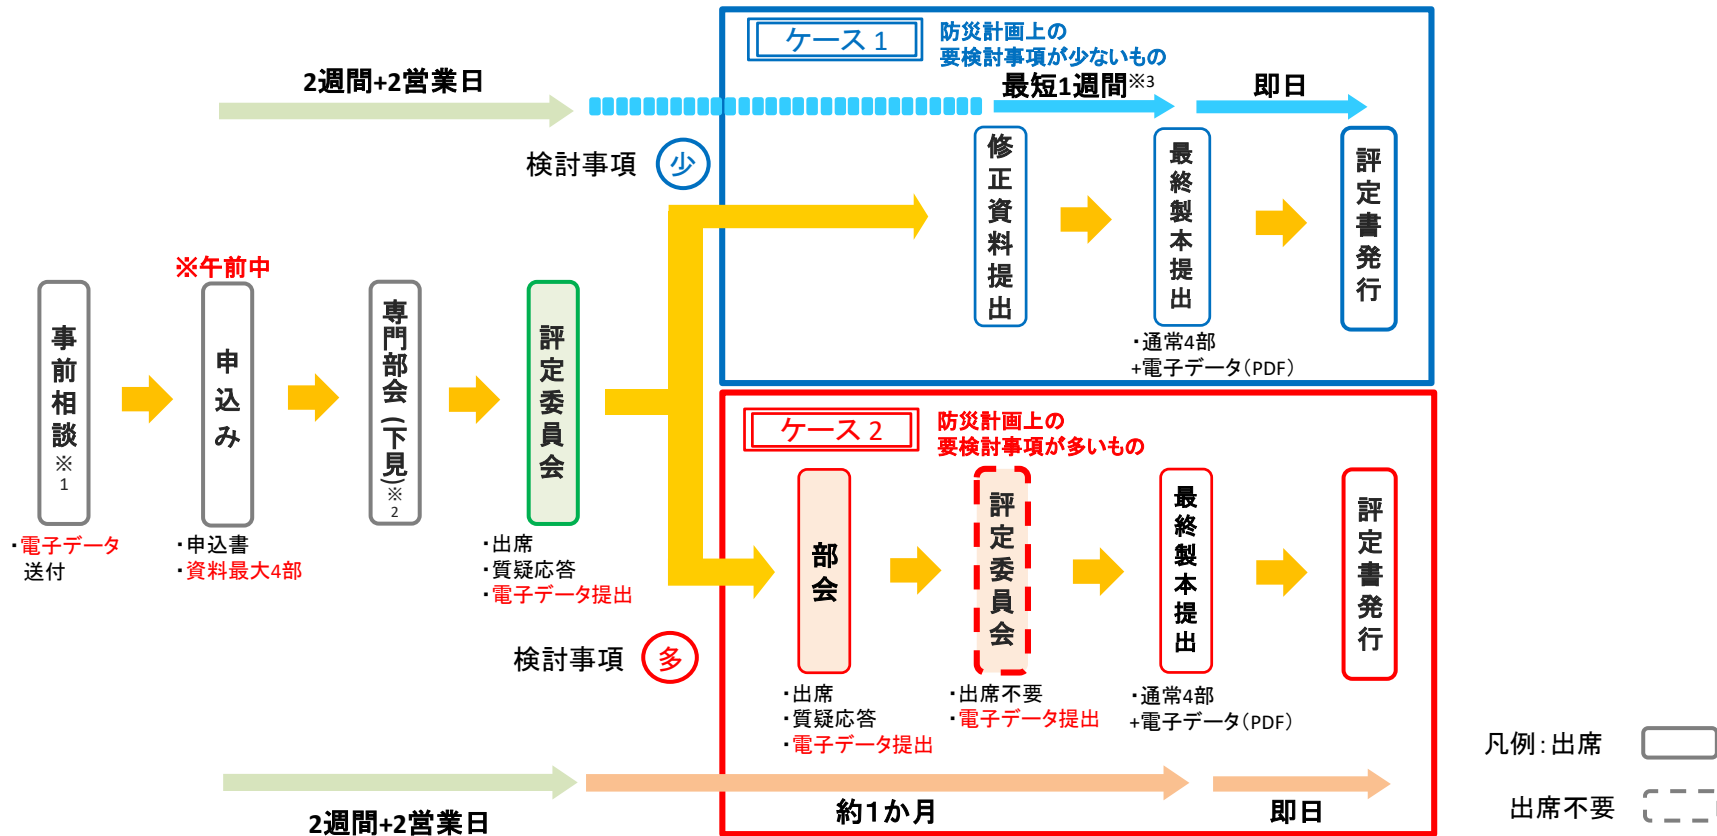 ケース 1
防災計画上の
要検討事項が少ないもの
2週間+2営業日
最短1週間※3
即日
検討事項 少
修正資料提出
最終製本提出
評定書発行
・通常4部
+電子データ(PDF)
※午前中
事前相談※1
申込み
専門部会(下見)※2
評定委員会
・電子データ
送付
・申込書
・資料最大4部
・出席
・質疑応答
・電子データ提出
ケース 2
防災計画上の
要検討事項が多いもの
検討事項 多
部会
評定委員会
最終製本提出
評定書発行
・出席
・質疑応答
・電子データ提出
・出席不要
・電子データ提出
・通常4部
+電子データ(PDF)
2週間+2営業日
約1か月
即日
凡例:出席
出席不要